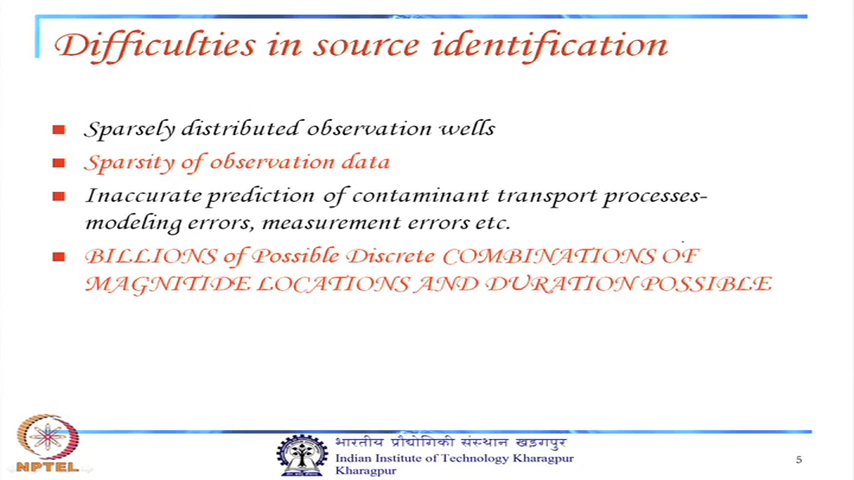 Difficulties in source identification
Sparsely distributed observation wells
Sparsity of observation data
Inaccurate prediction of contaminant transport processes-
modeling errors, measurement errors etc.
BILLIONS of Possible Discrete COMBINATIONS OF
MAGNITIDE LOCATIONS AND DURATION POSSIBLE
NPTEL
भारतीय प्रौद्योगिकी संस्थान खड़गपुर
Indian Institute of Technology Kharagpur
Kharagpur
5